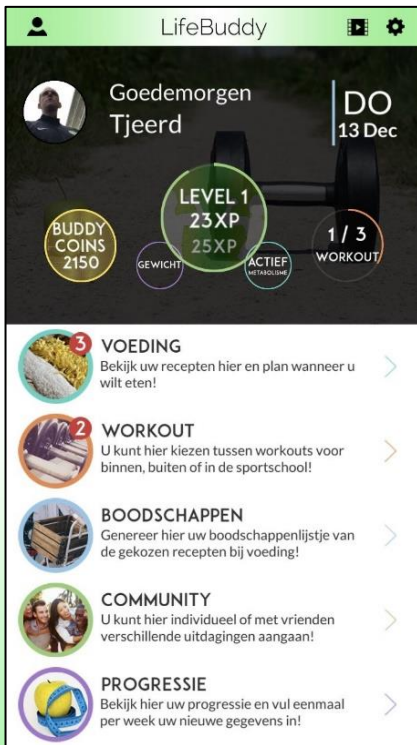 LifeBuddy
Goedemorgen
Tjeerd
DO
13 Dec
LEVEL 1
23XP
25XP
BUDDY
COINS
2150
GEWICHT
ACTIEF
METABOLISME
1 / 3
WORKOUT
3
VOEDING
Bekijk uw recepten hier en plan wanneer u
wilt eten!
2
WORKOUT
U kunt hier kiezen tussen workouts voor
binnen, buiten of in de sportschool!
BOODSCHAPPEN
Genereer hier uw boodschappenlijstje van
de gekozen recepten bij voeding!
COMMUNITY
U kunt hier individueel of met vrienden
verschillende uitdagingen aangaan!
PROGRESSIE
Bekijk hier uw progressie en vul eenmaal
per week uw nieuwe gegevens in!